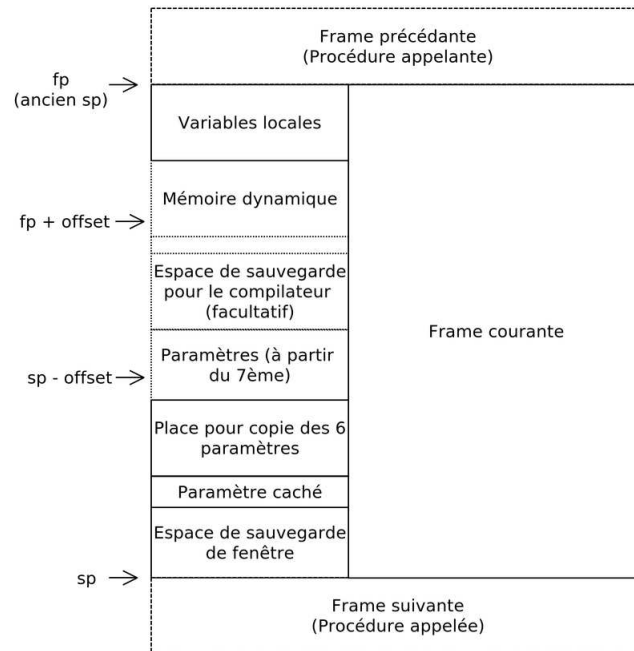 Frame précédante
(Procédure appelante)
fp
(ancien sp)
Variables locales
Mémoire dynamique
fp + offset
Espace de sauvegarde
pour le compilateur
(facultatif)
Frame courante
Paramètres (à partir
du 7ème)
sp - offset
Place pour copie des 6
paramètres
Paramètre caché
Espace de sauvegarde
de fenêtre
sp
Frame suivante
(Procédure appelée)